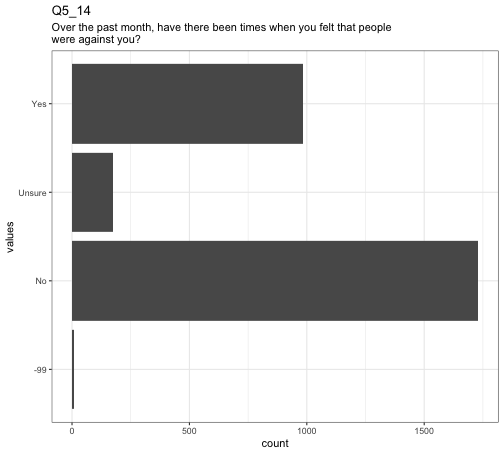 Q5_14
Over the past month, have there been times when you felt that people
were against you?
Yes
Unsure
No
-99
values
0 500 1000 1500
count